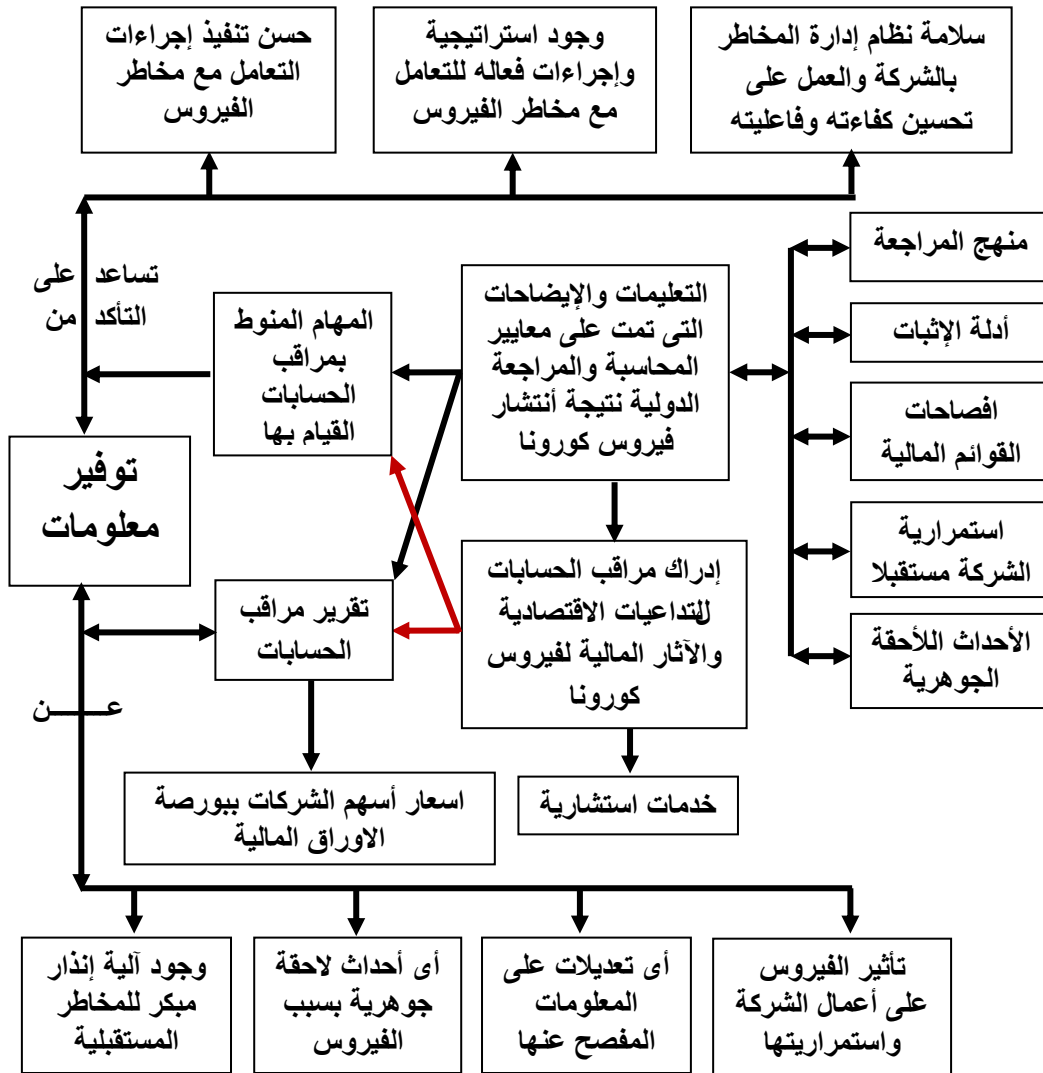 سلامة نظام إدارة المخاطر
بالشركة والعمل على
تحسين كفاءته وفاعليته
وجود استراتيجية
وإجراءات فعاله للتعامل
مع مخاطر الفيروس
حسن تنفيذ إجراءات
التعامل مع مخاطر
الفيروس
منهج المراجعة
أدلة الإثبات
افصاحات
القوائم المالية
استمرارية
الشركة مستقبلا
الأحداث اللأحقة
الجوهرية
التعليمات والإيضاحات
التى تمت على معايير
المحاسبة والمراجعة
الدولية نتيجة أنتشار
فيروس كورونا
المهام المنوط
بمراقب
الحسابات
القيام بها
تساعد على
التأكد من
توفير
معلومات
إدراك مراقب الحسابات
للتداعيات الاقتصادية
والآثار المالية لفيروس
كورونا
تقرير مراقب
الحسابات
عـــــــن
خدمات استشارية
اسعار أسهم الشركات ببورصة
الاوراق المالية
تأثير الفيروس
على أعمال الشركة
واستمراريتها
أى تعديلات على
المعلومات
المفصح عنها
أى أحداث لاحقة
جوهرية بسبب
الفيروس
وجود آلية إنذار
مبكر للمخاطر
المستقبلية